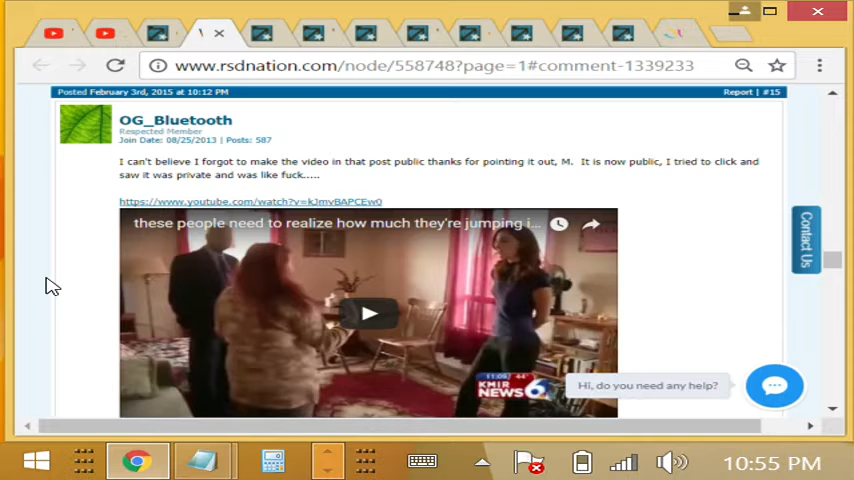 www.rsdnation.com/node/558748?page=1#comment-1339233
Posted February 3rd, 2015 at 10:12 PM
Report | #15
OG_Bluetooth
Respected Member
Join Date: 08/25/2013 | Posts: 587
I can't believe I forgot to make the video in that post public thanks for pointing it out, M. It is now public, I tried to click and
saw it was private and was like fuck.....
https://www.youtube.com/watch?v=kJmvBAPCEw0
these people need to realize how much they're jumping i...
Contact Us
11:05 44°
KMIR
NEWS 6
Hi, do you need any help?
10:55 PM